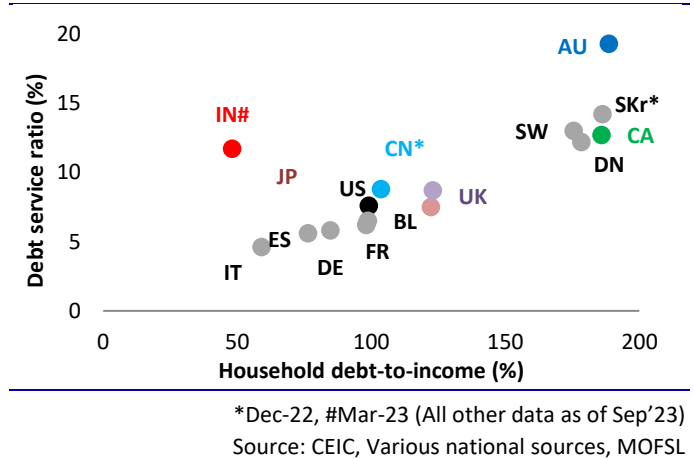 Debt service ratio (%)
20
15
10
5
0
AU
SKr*
IN#
SW
CA
CN*
DN
JP
US
UK
BL
ES
FR
DE
IT
0 50 100 150 200
Household debt-to-income (%)
*Dec-22, #Mar-23 (All other data as of Sep'23)
Source: CEIC, Various national sources, MOFSL